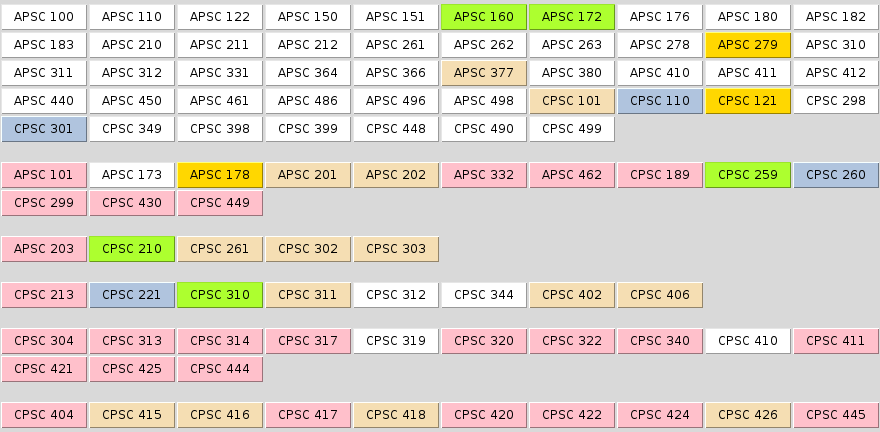 APSC 100 APSC 110 APSC 122 APSC 150 APSC 151 APSC 160 APSC 172 APSC 176 APSC 180 APSC 182
APSC 183 APSC 210 APSC 211 APSC 212 APSC 261 APSC 262 APSC 263 APSC 278 APSC 279 APSC 310
APSC 311 APSC 312 APSC 331 APSC 364 APSC 366 APSC 377 APSC 380 APSC 410 APSC 411 APSC 412
APSC 440 APSC 450 APSC 461 APSC 486 APSC 496 APSC 498 CPSC 101 CPSC 110 CPSC 121 CPSC 298
CPSC 301 CPSC 349 CPSC 398 CPSC 399 CPSC 448 CPSC 490 CPSC 499
APSC 101 APSC 173 APSC 178 APSC 201 APSC 202 APSC 332 APSC 462 CPSC 189 CPSC 259 CPSC 260
CPSC 299 CPSC 430 CPSC 449
APSC 203 CPSC 210 CPSC 261 CPSC 302 CPSC 303
CPSC 213 CPSC 221 CPSC 310 CPSC 311 CPSC 312 CPSC 344 CPSC 402 CPSC 406
CPSC 304 CPSC 313 CPSC 314 CPSC 317 CPSC 319 CPSC 320 CPSC 322 CPSC 340 CPSC 410 CPSC 411
CPSC 421 CPSC 425 CPSC 444
CPSC 404 CPSC 415 CPSC 416 CPSC 417 CPSC 418 CPSC 420 CPSC 422 CPSC 424 CPSC 426 CPSC 445